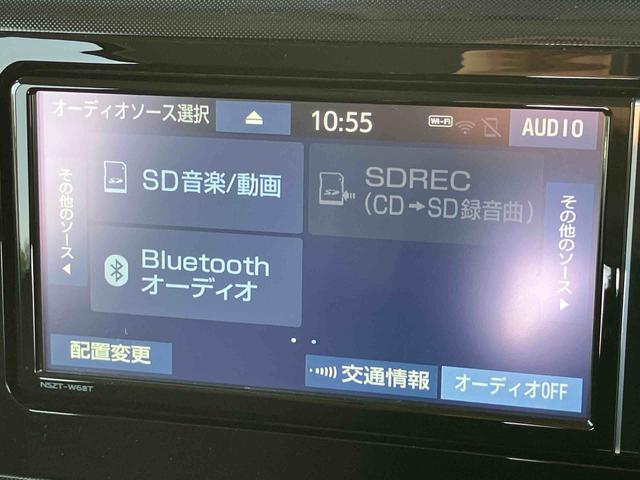 オーディオソース選択
10:55
Wi-Fi
AUDIO
その他のソース
SD音楽/動画
SDREC
(CD➔SD録音曲)
その他のソース
Bluetooth
オーディオ
配置変更
交通情報
オーディオOFF
NSZT-W68T